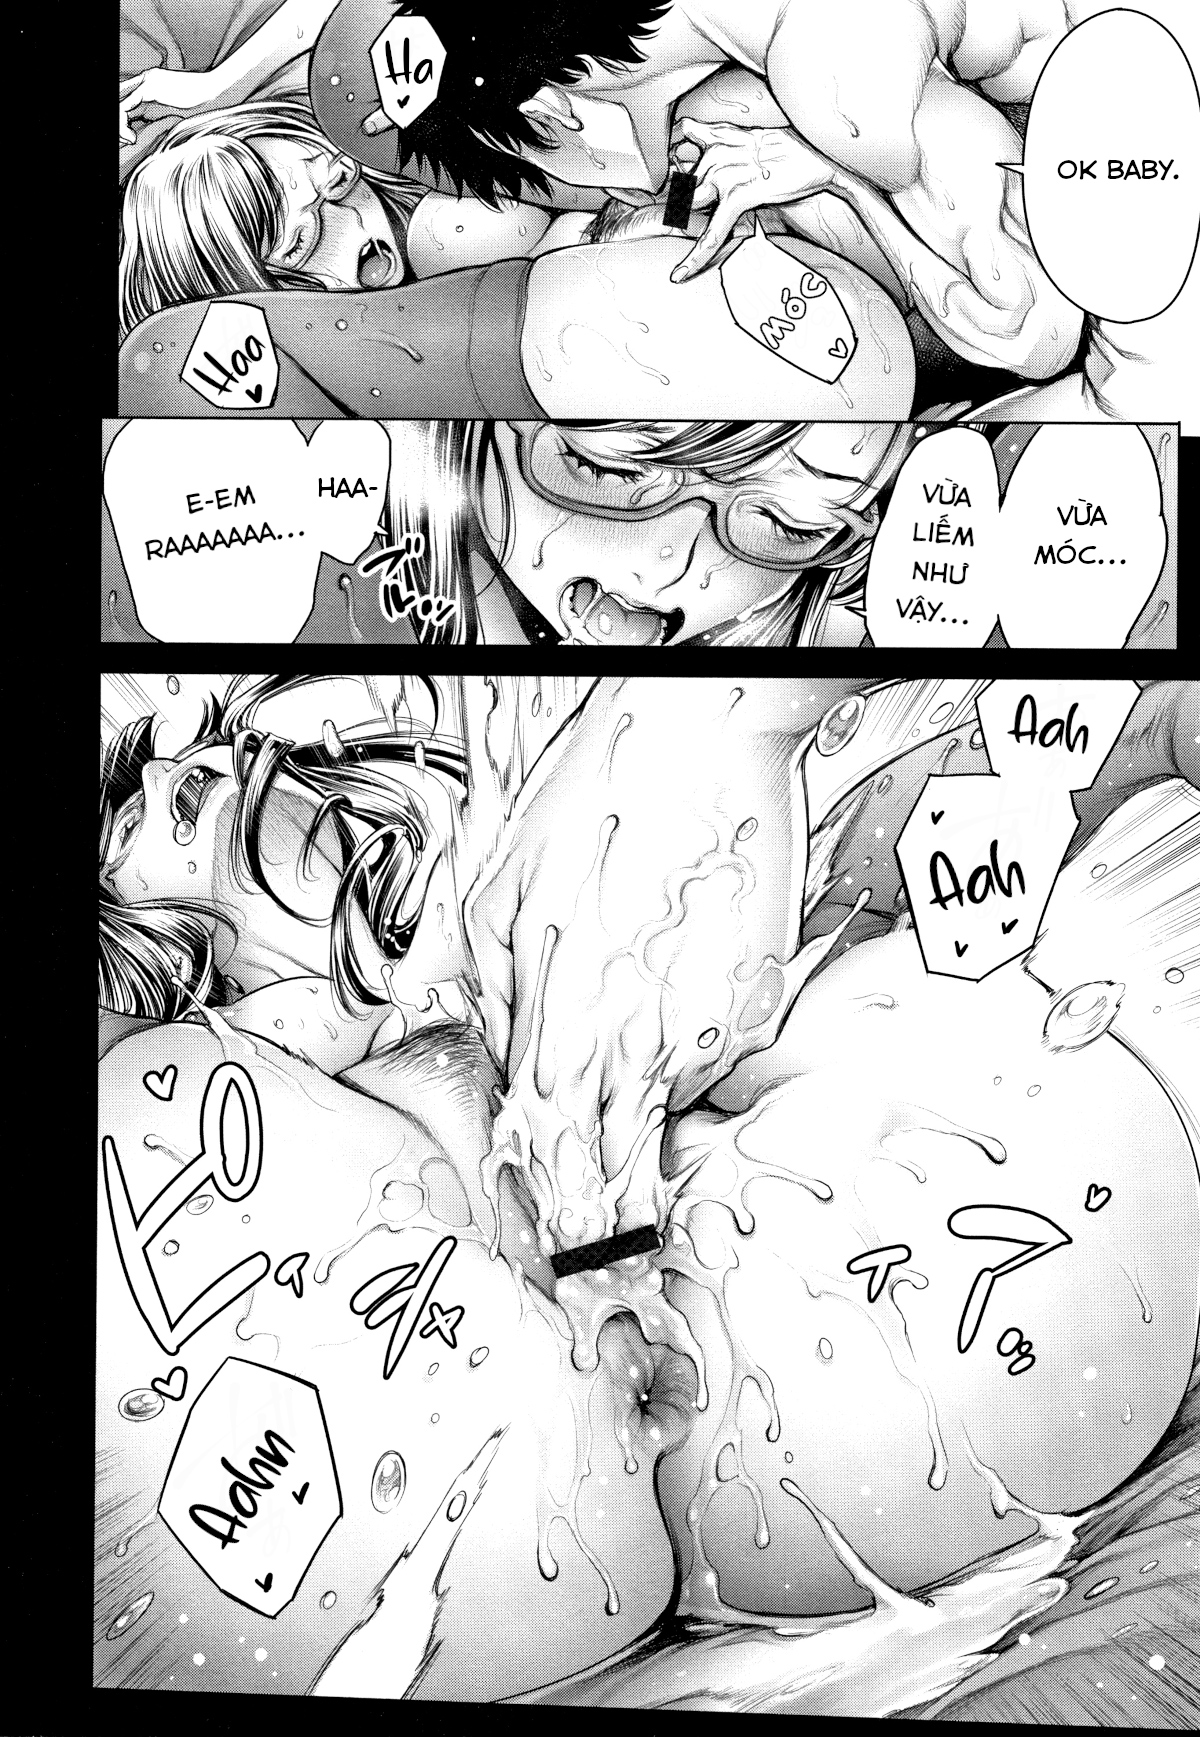 OK BABY.
Ha
MÓC
Haa
VỪA
MÓC...
VỪA
LIẾM
NHƯ
VẬY...
HAA-
E-EM
RAAAAAAA...
Aah
Aah
Aahn